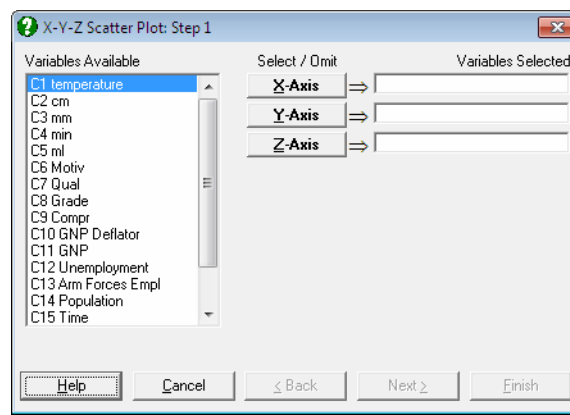 X-Y-Z Scatter Plot: Step 1
Variables Available
Select / Omit
Variables Selected
C1 temperature
C2 cm
C3 mm
C4 min
C5 ml
C6 Motiv
C7 Qual
C8 Grade
C9 Compr
C10 GNP Deflator
C11 GNP
C12 Unemployment
C13 Arm Forces Empl
C14 Population
C15 Time
X-Axis
Y-Axis
Z-Axis
Help
Cancel
< Back
Next >
Finish